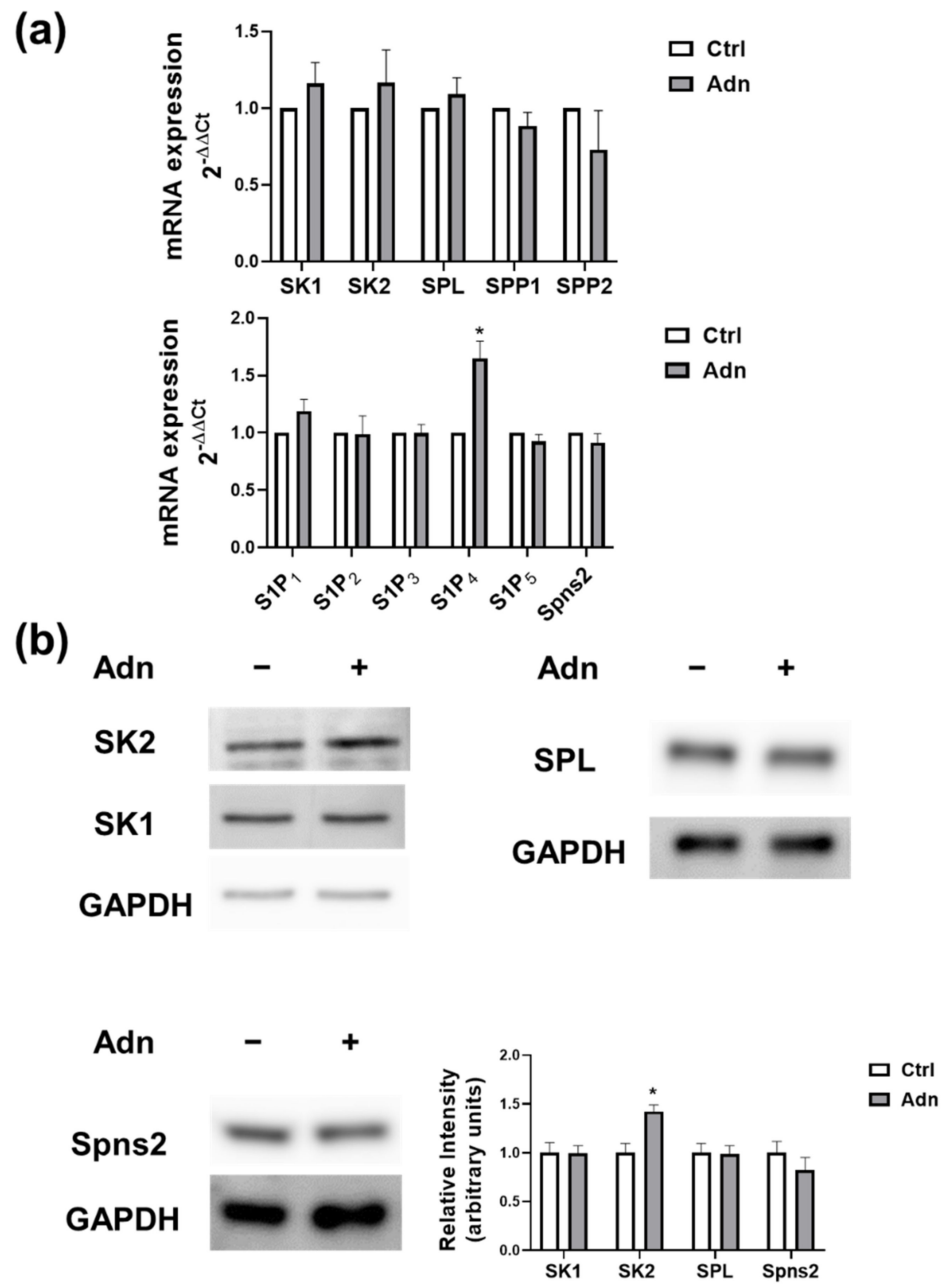 (a)
1.5
1.0
0.5
0.0
mRNA expression
2^-ΔΔCt
SK1 SK2 SPL SPP1 SPP2
Ctrl
Adn
2.0
1.5
1.0
0.5
0.0
mRNA expression
2^-ΔΔCt
*
S1P₁ S1P₂ S1P₃ S1P₄ S1P₅ Spns2
Ctrl
Adn
(b)
Adn − +
SK2
SK1
GAPDH
Adn − +
SPL
GAPDH
Adn − +
Spns2
GAPDH
2.0
1.5
1.0
0.5
0.0
Relative Intensity
(arbitrary units)
*
SK1 SK2 SPL Spns2
Ctrl
Adn